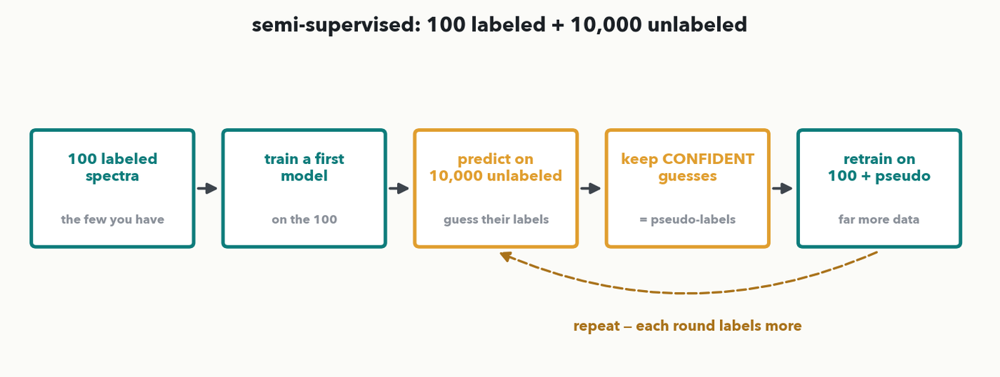 semi-supervised: 100 labeled + 10,000 unlabeled
100 labeled
spectra
the few you have
train a first
model
on the 100
predict on
10,000 unlabeled
guess their labels
keep CONFIDENT
guesses
= pseudo-labels
retrain on
100 + pseudo
far more data
repeat – each round labels more